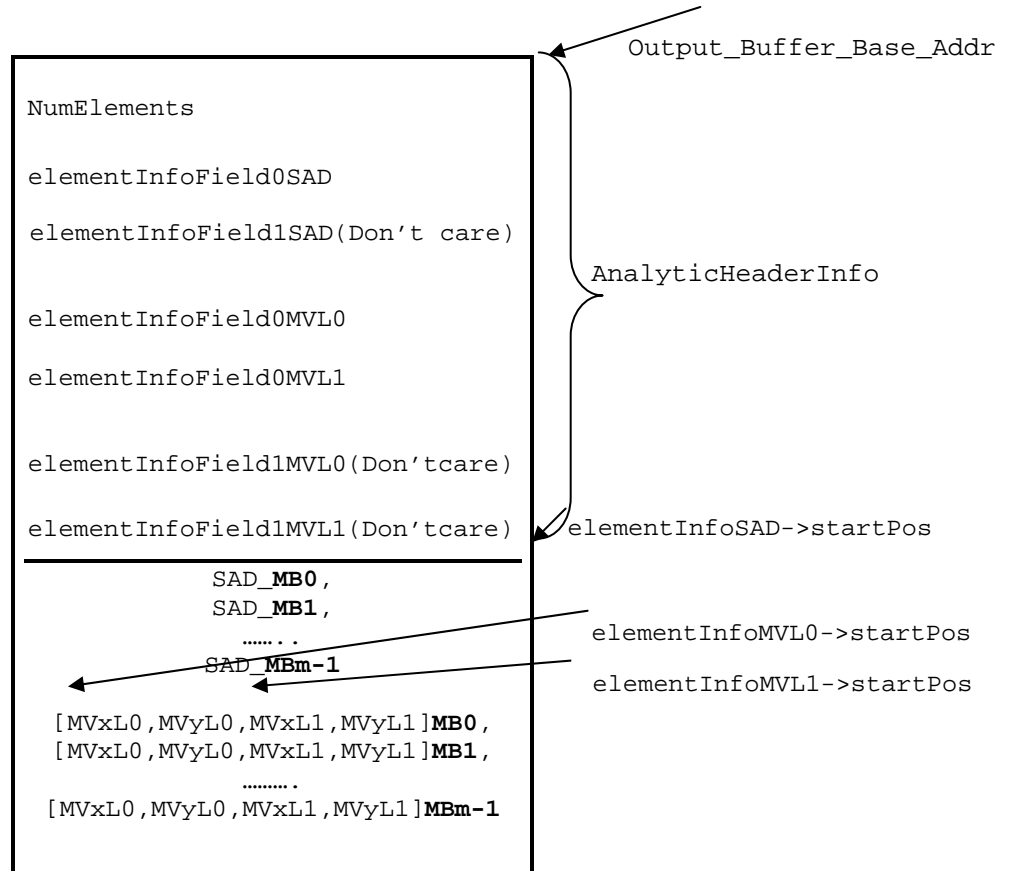 Output_Buffer_Base_Addr
NumElements
elementInfoField0SAD
elementInfoField1SAD(Don't care)
AnalyticHeaderInfo
elementInfoField0MVL0
elementInfoField0MVL1
elementInfoField1MVL0(Don'tcare)
elementInfoField1MVL1(Don'tcare)
elementInfoSAD->startPos
SAD_MB0,
SAD_MB1,
……..
SAD_MBm-1
elementInfoMVL0->startPos
elementInfoMVL1->startPos
[MVxL0,MVyL0,MVxL1,MVyL1]MB0,
[MVxL0,MVyL0,MVxL1,MVyL1]MB1,
……….
[MVxL0,MVyL0,MVxL1,MVyL1]MBm-1